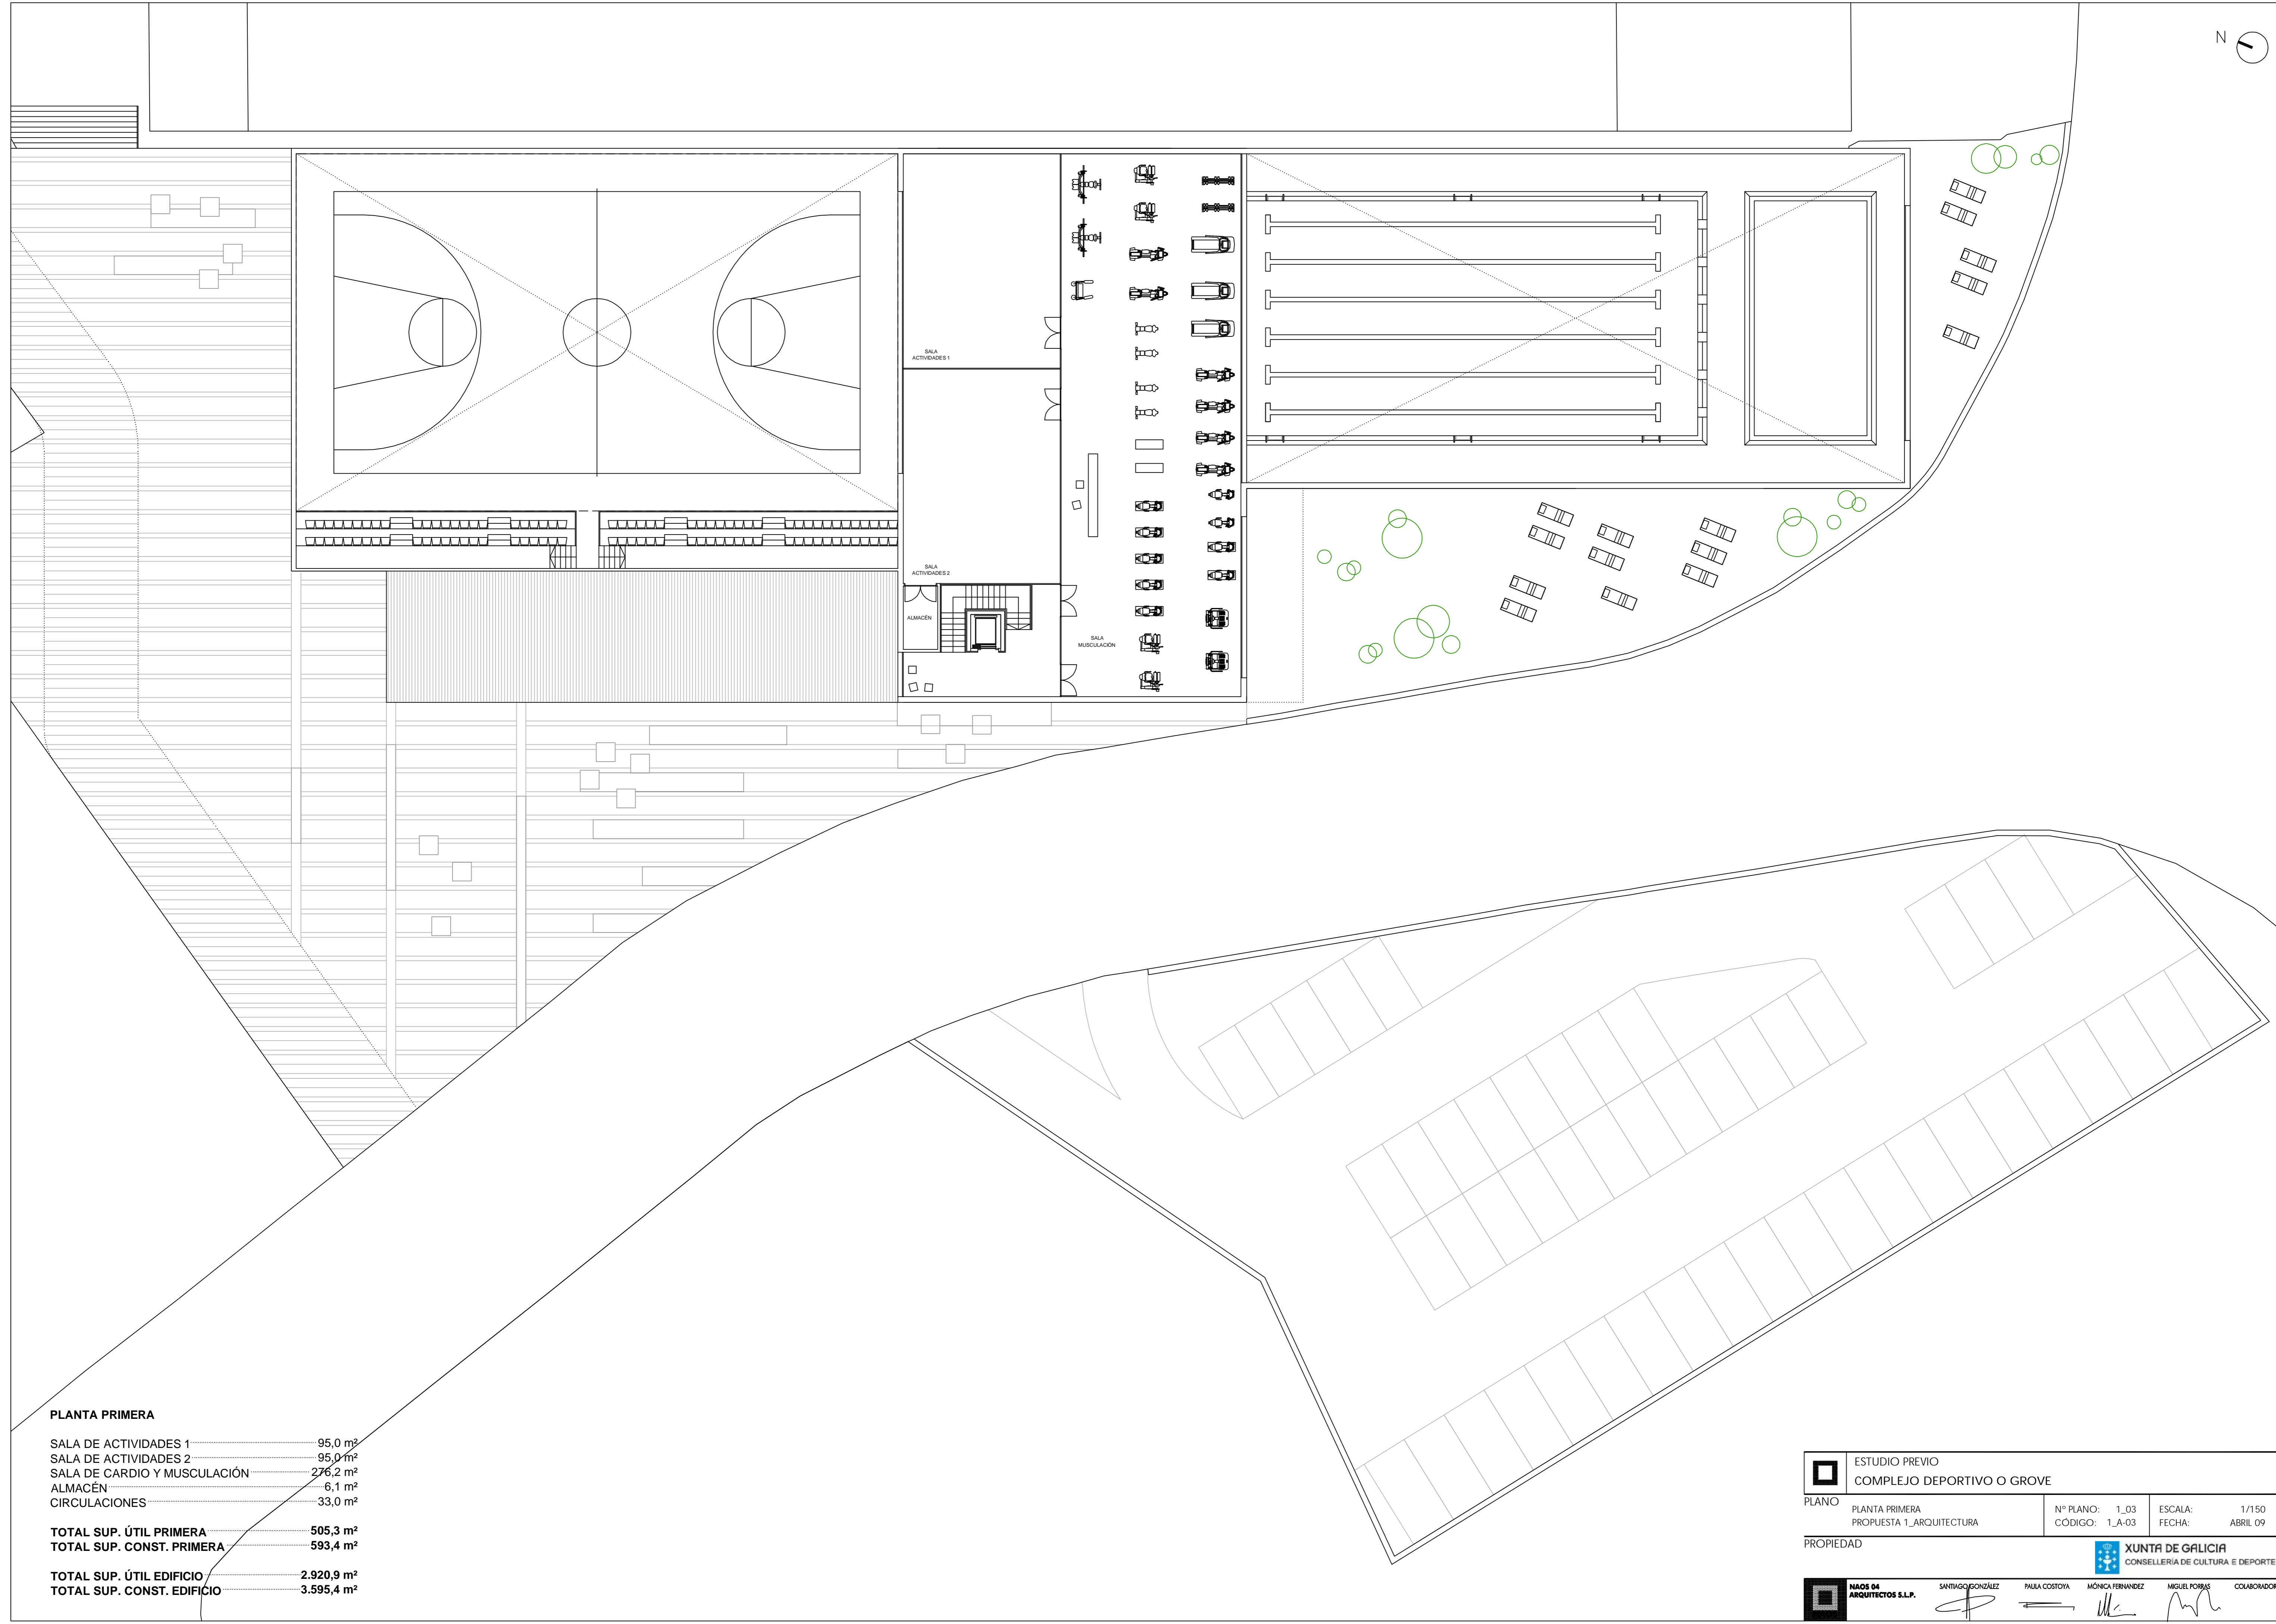 N
SALA
ACTIVIDADES 1
SALA
ACTIVIDADES 2
ALMACÉN
SALA
MUSCULACIÓN
PLANTA PRIMERA
SALA DE ACTIVIDADES 1 95,0 m²
SALA DE ACTIVIDADES 2 95,0 m²
SALA DE CARDIO Y MUSCULACIÓN 276,2 m²
ALMACÉN 6,1 m²
CIRCULACIONES 33,0 m²
TOTAL SUP. ÚTIL PRIMERA 505,3 m²
TOTAL SUP. CONST. PRIMERA 593,4 m²
TOTAL SUP. ÚTIL EDIFICIO 2.920,9 m²
TOTAL SUP. CONST. EDIFICIO 3.595,4 m²
ESTUDIO PREVIO
COMPLEJO DEPORTIVO O GROVE
PLANO
PLANTA PRIMERA
PROPUESTA 1_ARQUITECTURA
Nº PLANO: 1_03
CÓDIGO: 1_A-03
ESCALA: 1/150
FECHA: ABRIL 09
PROPIEDAD
XUNTA DE GALICIA
CONSELLERÍA DE CULTURA E DEPORTE
NAOS 04
ARQUITECTOS S.L.P.
SANTIAGO GONZÁLEZ PAULA COSTOYA MÓNICA FERNANDEZ MIGUEL PORRAS COLABORADOR